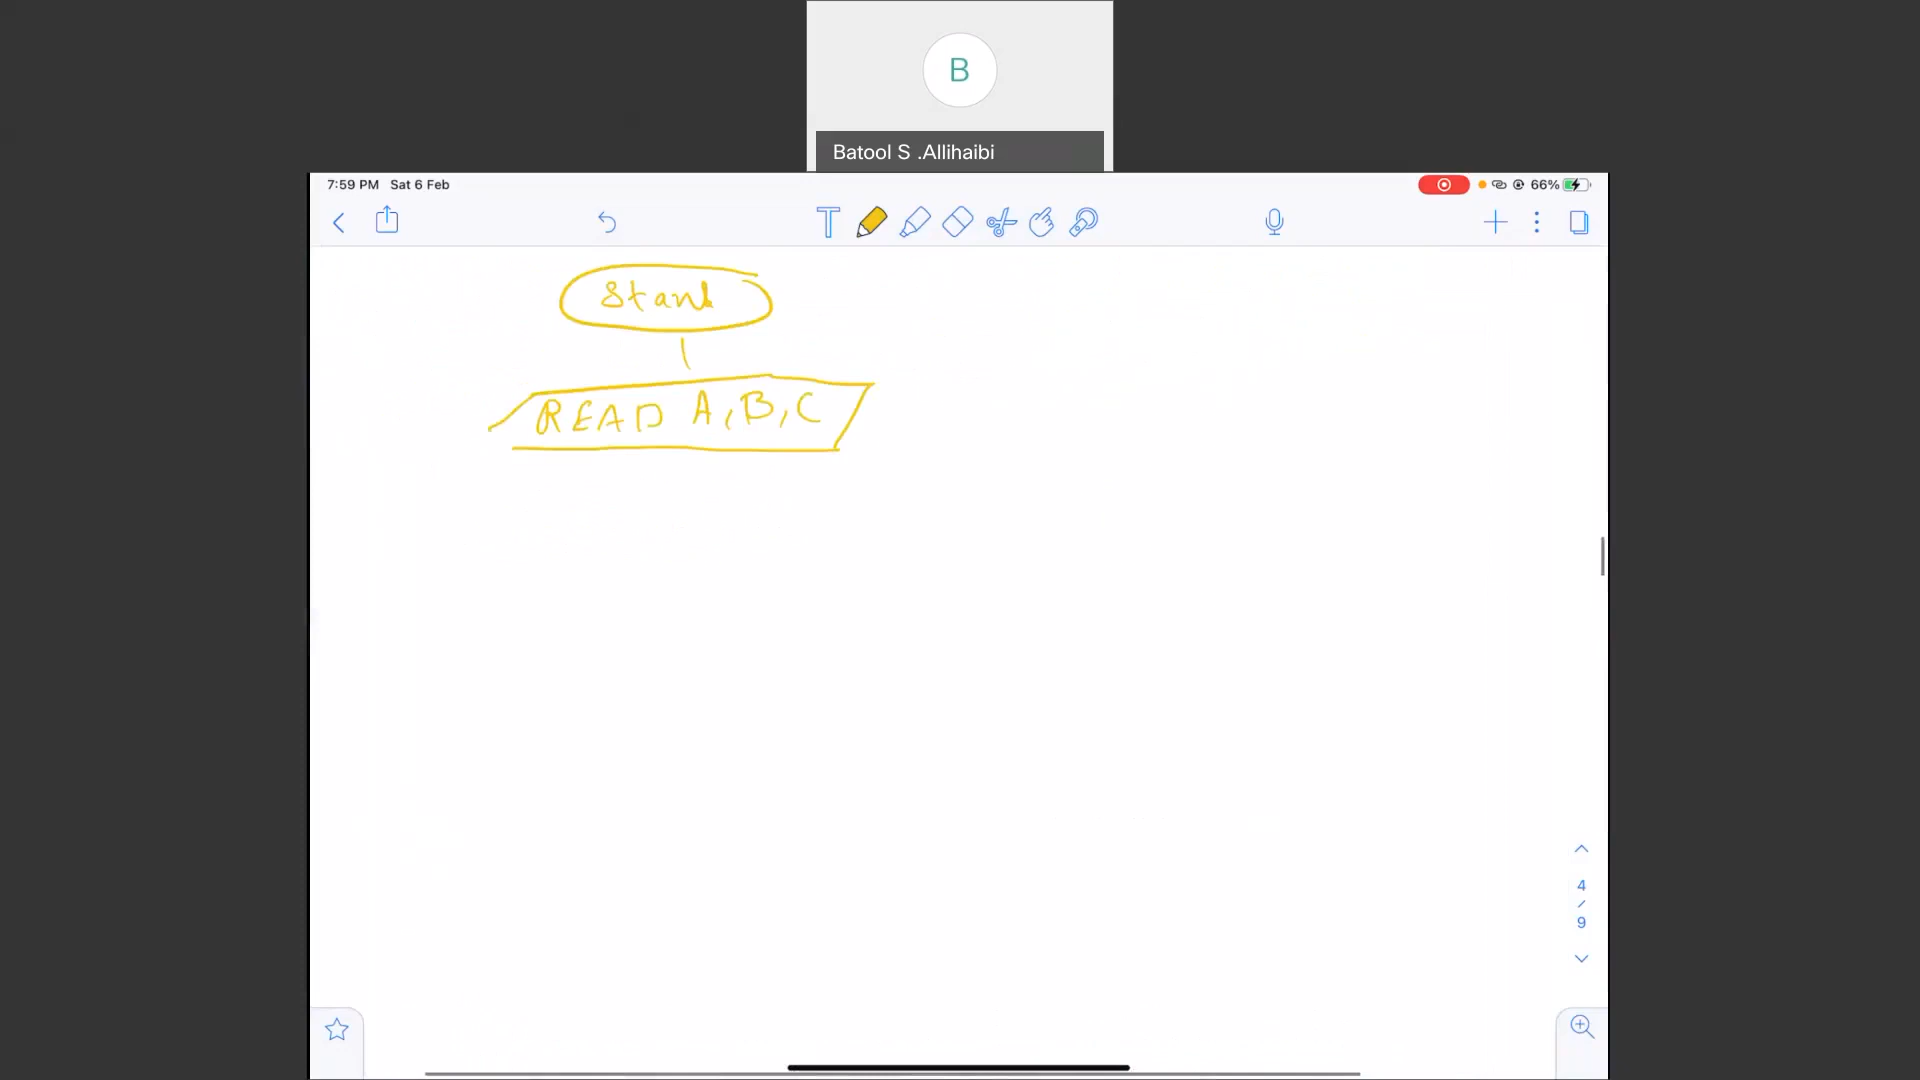 B
Batool S .Allihaibi
7:59 PM Sat 6 Feb
66%
T
Start
READ A, B, C
4
/
9